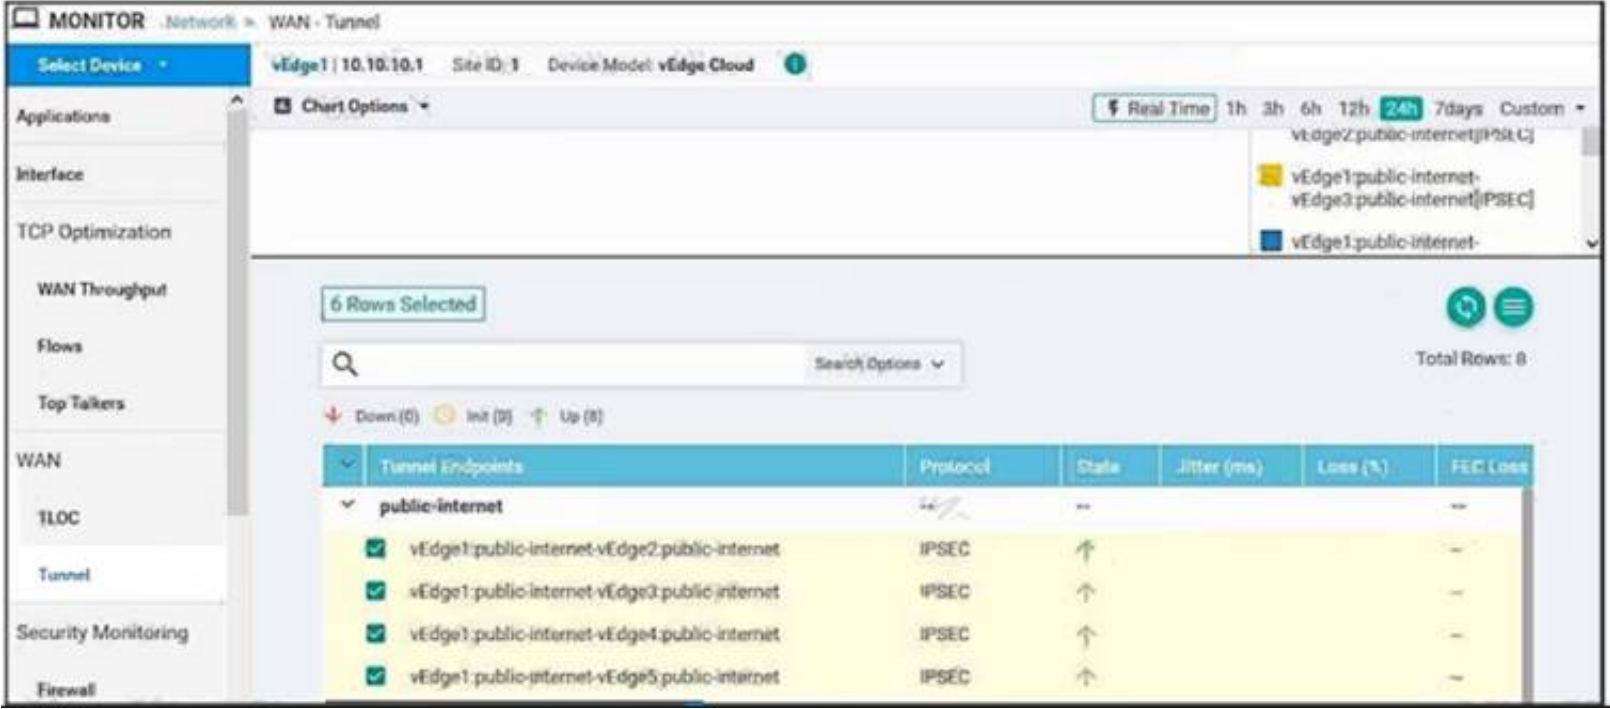 MONITOR Network > WAN - Tunnel
Select Device
vEdge1 | 10.10.10.1 Site ID: 1 Device Model: vEdge Cloud
Chart Options
Real Time 1h 3h 6h 12h 24h 7days Custom
Applications
Interface
TCP Optimization
WAN Throughput
Flows
Top Talkers
WAN
TLOC
Tunnel
Security Monitoring
Firewall
vEdge2:public-internet[IPSEC]
vEdge1:public-internet-
vEdge3:public-internet[IPSEC]
vEdge1:public-internet-
6 Rows Selected
Search Options
Total Rows: 8
Down (0) Init (0) Up (8)
Tunnel Endpoints Protocol State Jitter (ms) Loss (%) FEC Loss
public-internet -- --
vEdge1:public-internet-vEdge2:public-internet IPSEC --
vEdge1:public-internet-vEdge3:public-internet IPSEC --
vEdge1:public-internet-vEdge4:public-internet IPSEC --
vEdge1:public-internet-vEdge5:public-internet IPSEC --